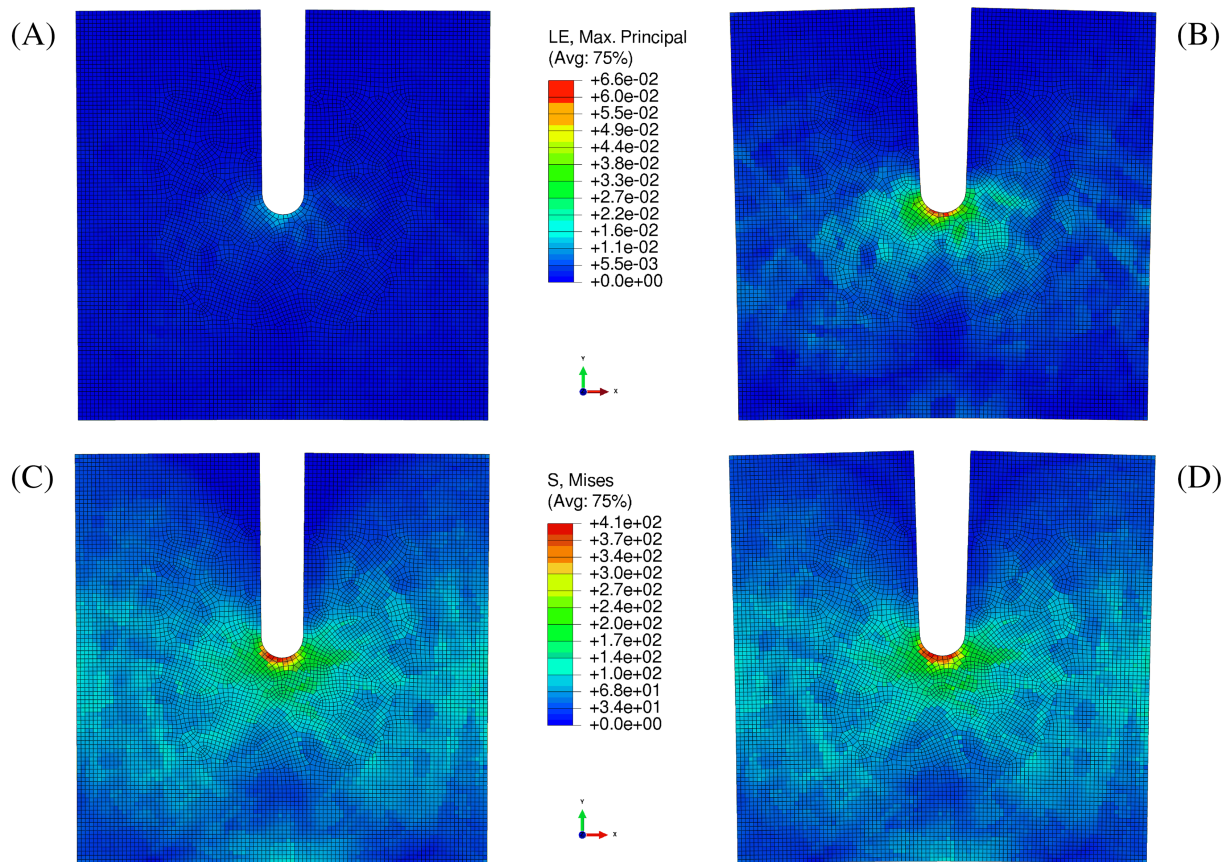 (A)
LE, Max. Principal
(Avg: 75%)
+6.6e-02
+6.0e-02
+5.5e-02
+4.9e-02
+4.4e-02
+3.8e-02
+3.3e-02
+2.7e-02
+2.2e-02
+1.6e-02
+1.1e-02
+5.5e-03
+0.0e+00
Y
X
(B)
(C)
S, Mises
(Avg: 75%)
+4.1e+02
+3.7e+02
+3.4e+02
+3.0e+02
+2.7e+02
+2.4e+02
+2.0e+02
+1.7e+02
+1.4e+02
+1.0e+02
+6.8e+01
+3.4e+01
+0.0e+00
Y
X
(D)